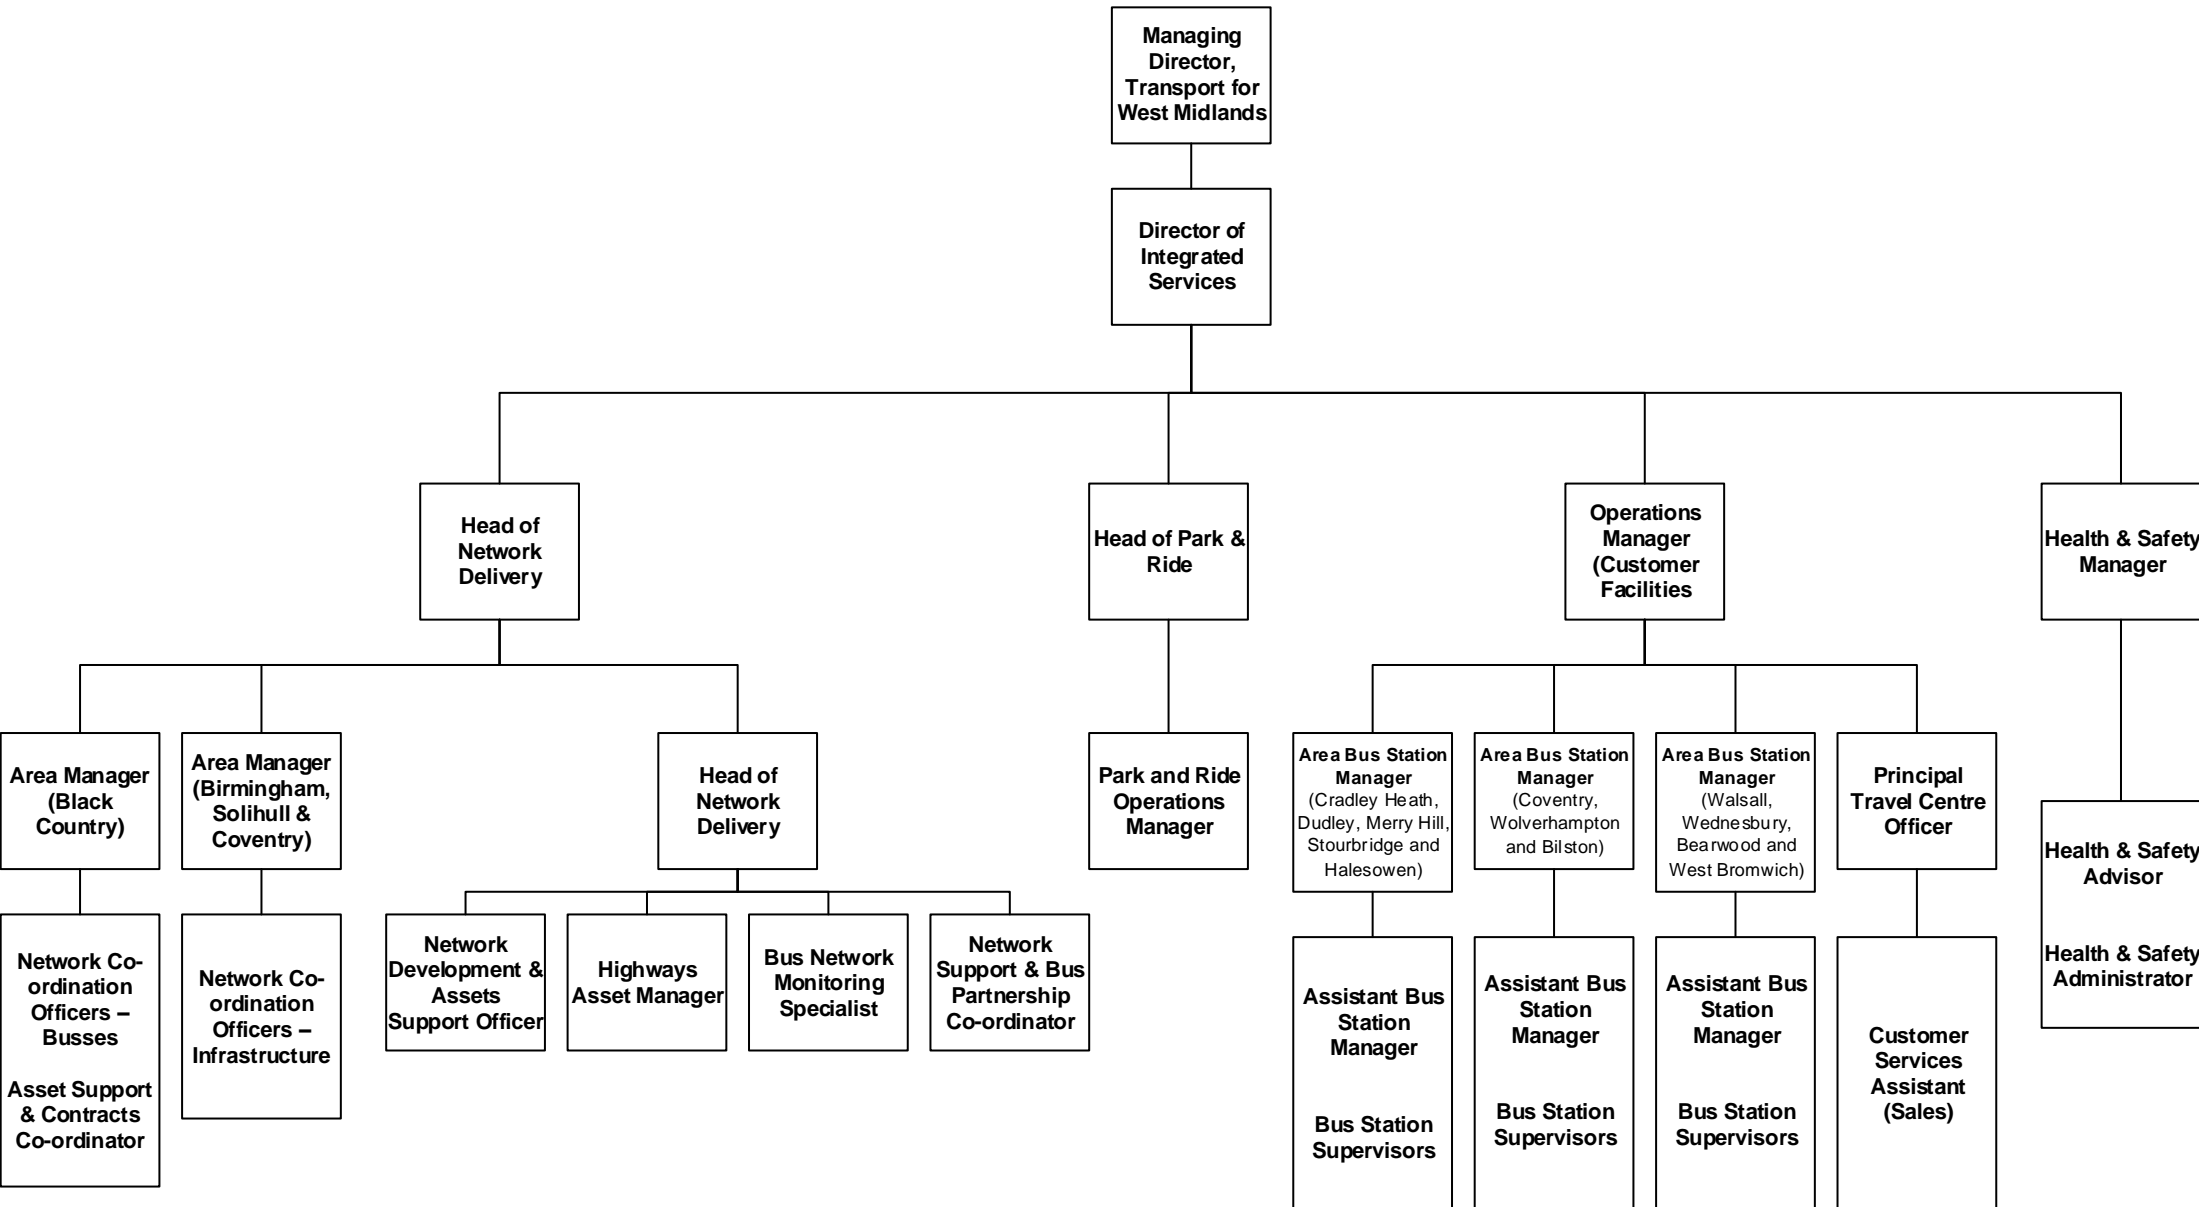 Managing
Director,
Transport for
West Midlands
Director of
Integrated
Services
Head of
Network
Delivery
Head of Park &
Ride
Operations
Manager
(Customer
Facilities
Health & Safety
Manager
Area Manager
(Black
Country)
Area Manager
(Birmingham,
Solihull &
Coventry)
Head of
Network
Delivery
Park and Ride
Operations
Manager
Area Bus Station
Manager
(Cradley Heath,
Dudley, Merry Hill,
Stourbridge and
Halesowen)
Area Bus Station
Manager
(Coventry,
Wolverhampton
and Bilston)
Area Bus Station
Manager
(Walsall,
Wednesbury,
Bearwood and
West Bromwich)
Principal
Travel Centre
Officer
Health & Safety
Advisor
Health & Safety
Administrator
Network Co-
ordination
Officers –
Busses
Asset Support
& Contracts
Co-ordinator
Network Co-
ordination
Officers –
Infrastructure
Network
Development &
Assets
Support Officer
Highways
Asset Manager
Bus Network
Monitoring
Specialist
Network
Support & Bus
Partnership
Co-ordinator
Assistant Bus
Station
Manager
Bus Station
Supervisors
Assistant Bus
Station
Manager
Bus Station
Supervisors
Assistant Bus
Station
Manager
Bus Station
Supervisors
Customer
Services
Assistant
(Sales)